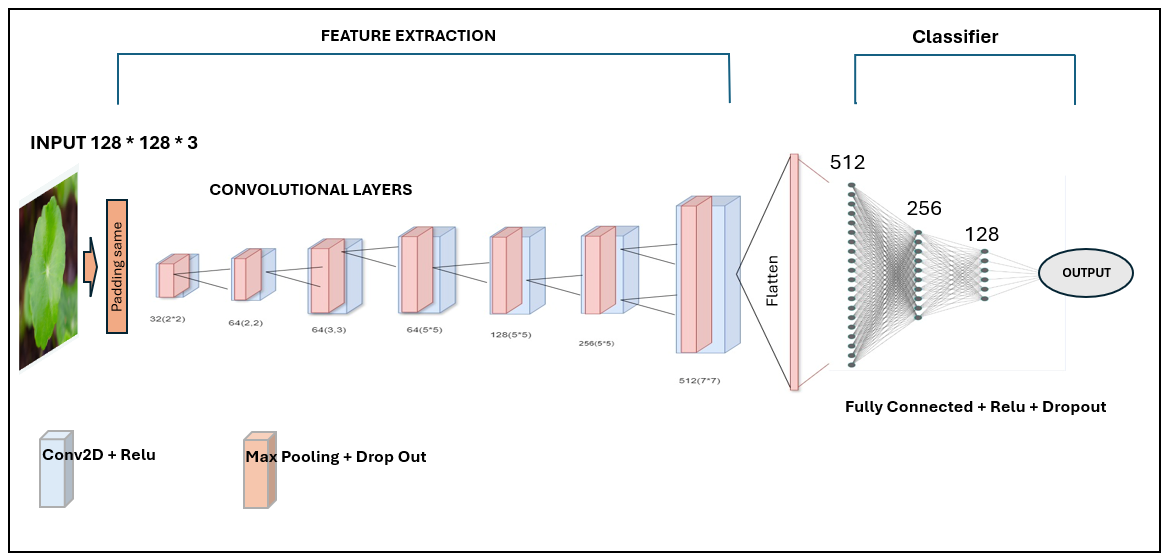 FEATURE EXTRACTION
Classifier
INPUT 128 * 128 * 3
CONVOLUTIONAL LAYERS
Padding same
32(2*2)
64(2,2)
64(3,3)
64(5*5)
128(5*5)
256(5*5)
512(7*7)
Flatten
512
256
128
OUTPUT
Fully Connected + Relu + Dropout
Conv2D + Relu
Max Pooling + Drop Out